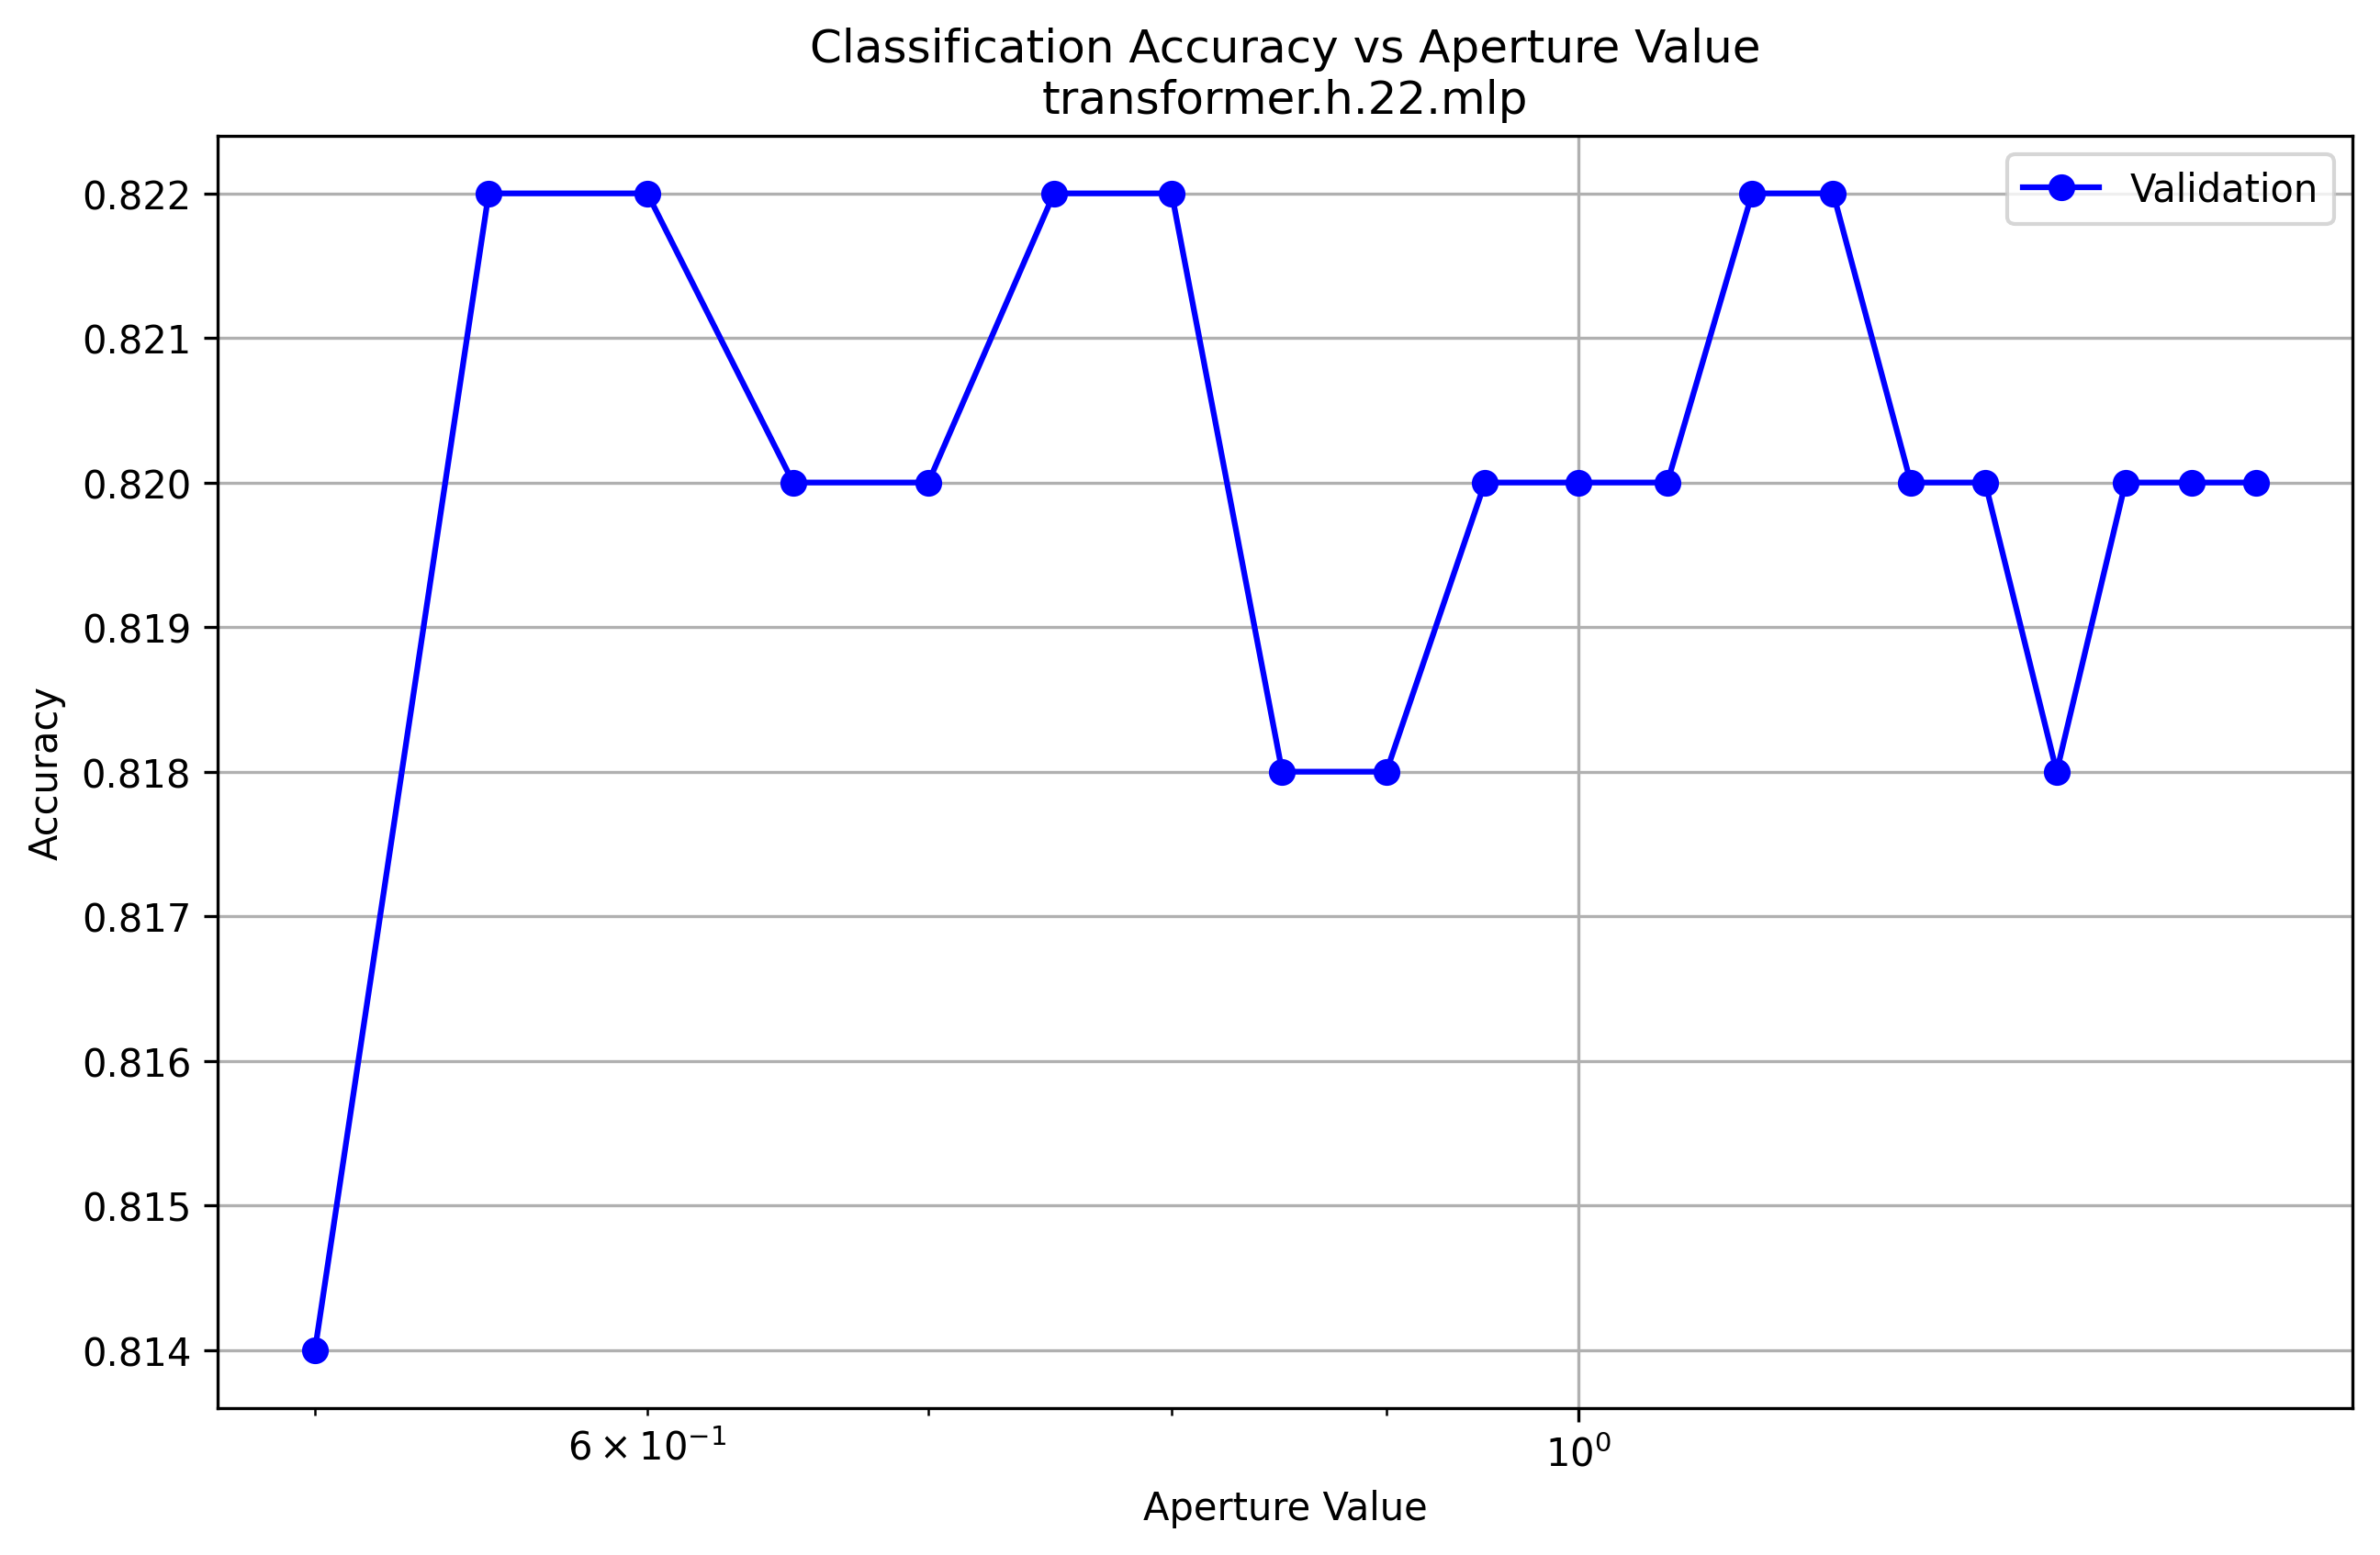 Classification Accuracy vs Aperture Value
transformer.h.22.mlp
Validation
0.822
0.821
0.820
0.819
0.818
0.817
0.816
0.815
0.814
Accuracy
6 × 10⁻¹
10⁰
Aperture Value